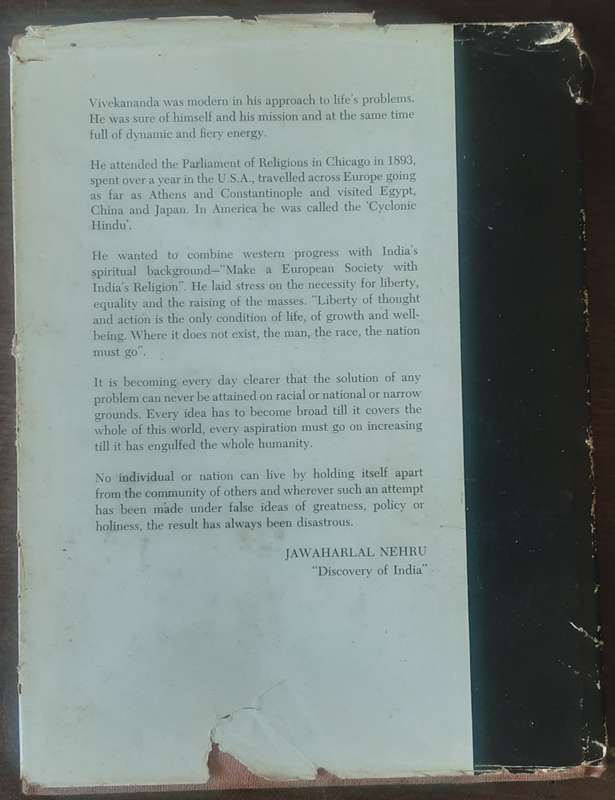 Vivekananda was modern in his approach to life's problems.
He was sure of himself and his mission and at the same time
full of dynamic and fiery energy.
He attended the Parliament of Religions in Chicago in 1893,
spent over a year in the U.S.A., travelled across Europe going
as far as Athens and Constantinople and visited Egypt,
China and Japan. In America he was called the 'Cyclonic
Hindu'.
He wanted to combine western progress with India's
spiritual background—"Make a European Society with
India's Religion". He laid stress on the necessity for liberty,
equality and the raising of the masses. "Liberty of thought
and action is the only condition of life, of growth and well-
being. Where it does not exist, the man, the race, the nation
must go".
It is becoming every day clearer that the solution of any
problem can never be attained on racial or national or narrow
grounds. Every idea has to become broad till it covers the
whole of this world, every aspiration must go on increasing
till it has engulfed the whole humanity.
No individual or nation can live by holding itself apart
from the community of others and wherever such an attempt
has been made under false ideas of greatness, policy or
holiness, the result has always been disastrous.
JAWAHARLAL NEHRU
"Discovery of India"